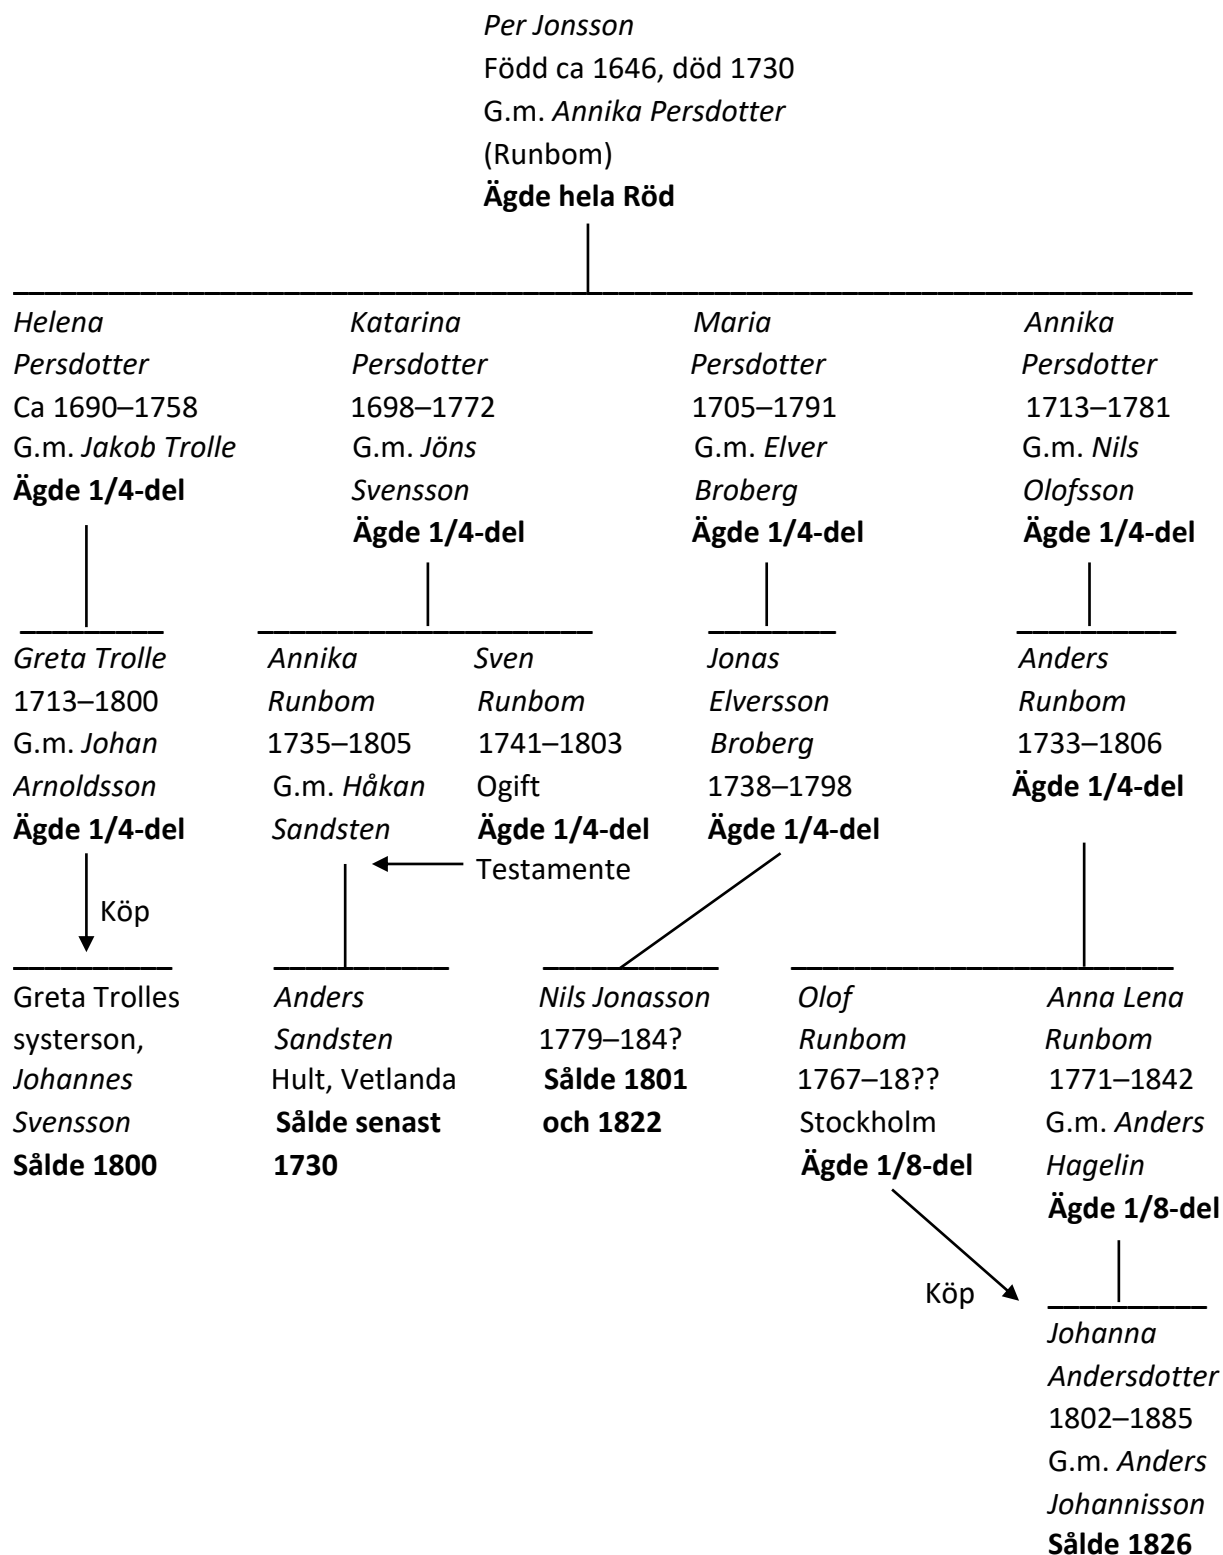 Per Jonsson
Född ca 1646, död 1730
G.m. Annika Persdotter
(Runbom)
Ägde hela Röd
Helena
Persdotter
Ca 1690–1758
G.m. Jakob Trolle
Ägde 1/4-del
Katarina
Persdotter
1698–1772
G.m. Jöns
Svensson
Ägde 1/4-del
Maria
Persdotter
1705–1791
G.m. Elver
Broberg
Ägde 1/4-del
Annika
Persdotter
1713–1781
G.m. Nils
Olofsson
Ägde 1/4-del
Greta Trolle
1713–1800
G.m. Johan
Arnoldsson
Ägde 1/4-del
Annika
Runbom
1735–1805
G.m. Håkan
Sandsten
Sven
Runbom
1741–1803
Ogift
Ägde 1/4-del
Testamente
Jonas
Elversson
Broberg
1738–1798
Ägde 1/4-del
Anders
Runbom
1733–1806
Ägde 1/4-del
Köp
Greta Trolles
systerson,
Johannes
Svensson
Sålde 1800
Anders
Sandsten
Hult, Vetlanda
Sålde senast
1730
Nils Jonasson
1779–184?
Sålde 1801
och 1822
Olof
Runbom
1767–18??
Stockholm
Ägde 1/8-del
Anna Lena
Runbom
1771–1842
G.m. Anders
Hagelin
Ägde 1/8-del
Köp
Johanna
Andersdotter
1802–1885
G.m. Anders
Johannisson
Sålde 1826